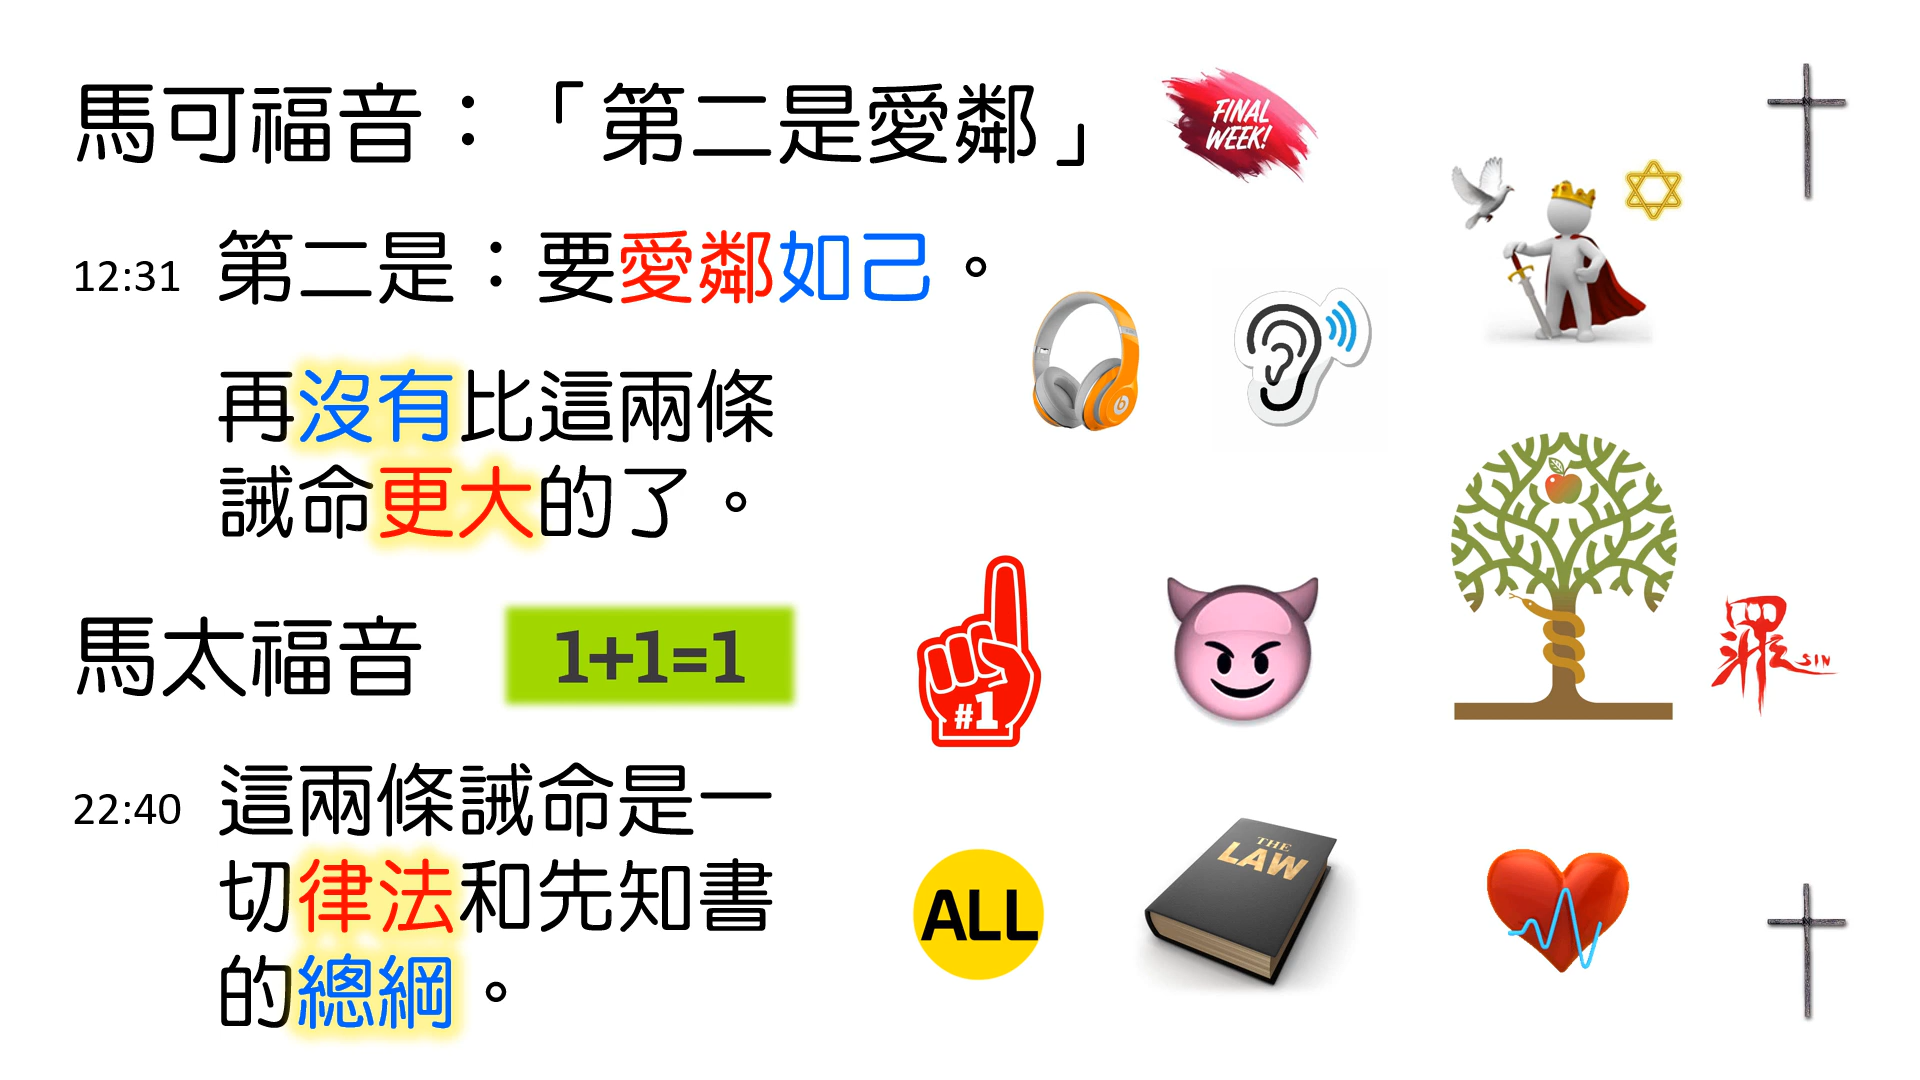 馬可福音：「第二是愛鄰」
FINAL
WEEK!
12:31 第二是：要愛鄰如己。
再沒有比這兩條
誡命更大的了。
b
馬太福音
1+1=1
#1
罪 SIN
22:40 這兩條誡命是一
切律法和先知書
的總綱。
ALL
THE
LAW